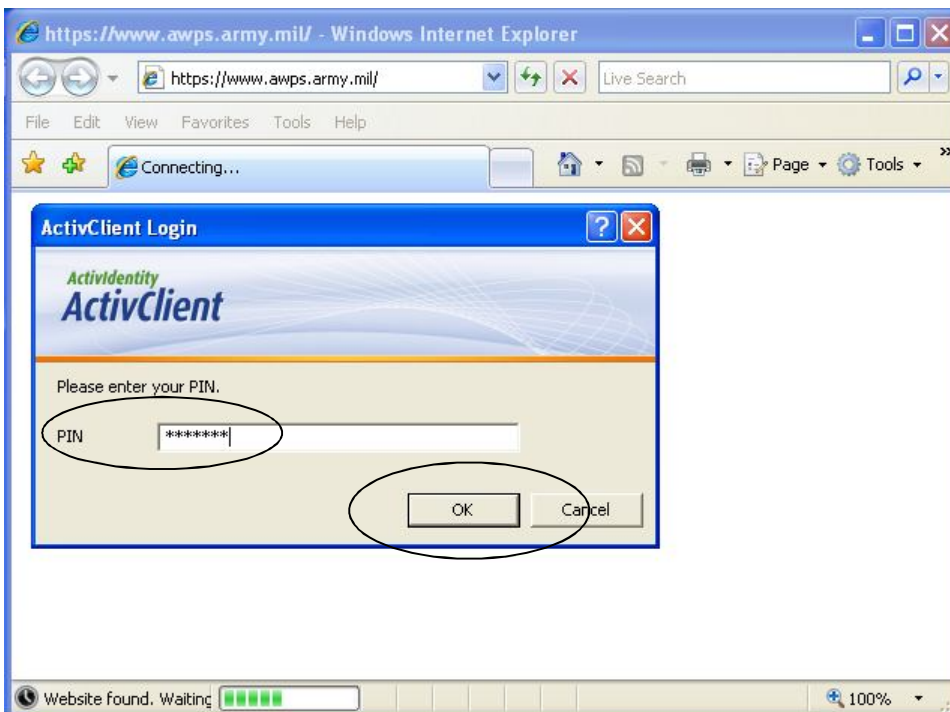 https://www.awps.army.mil/ - Windows Internet Explorer
https://www.awps.army.mil/ Live Search
File Edit View Favorites Tools Help
Connecting... Page Tools »
ActivClient Login
ActivIdentity
ActivClient
Please enter your PIN.
PIN *******
OK Cancel
Website found. Waiting 100%